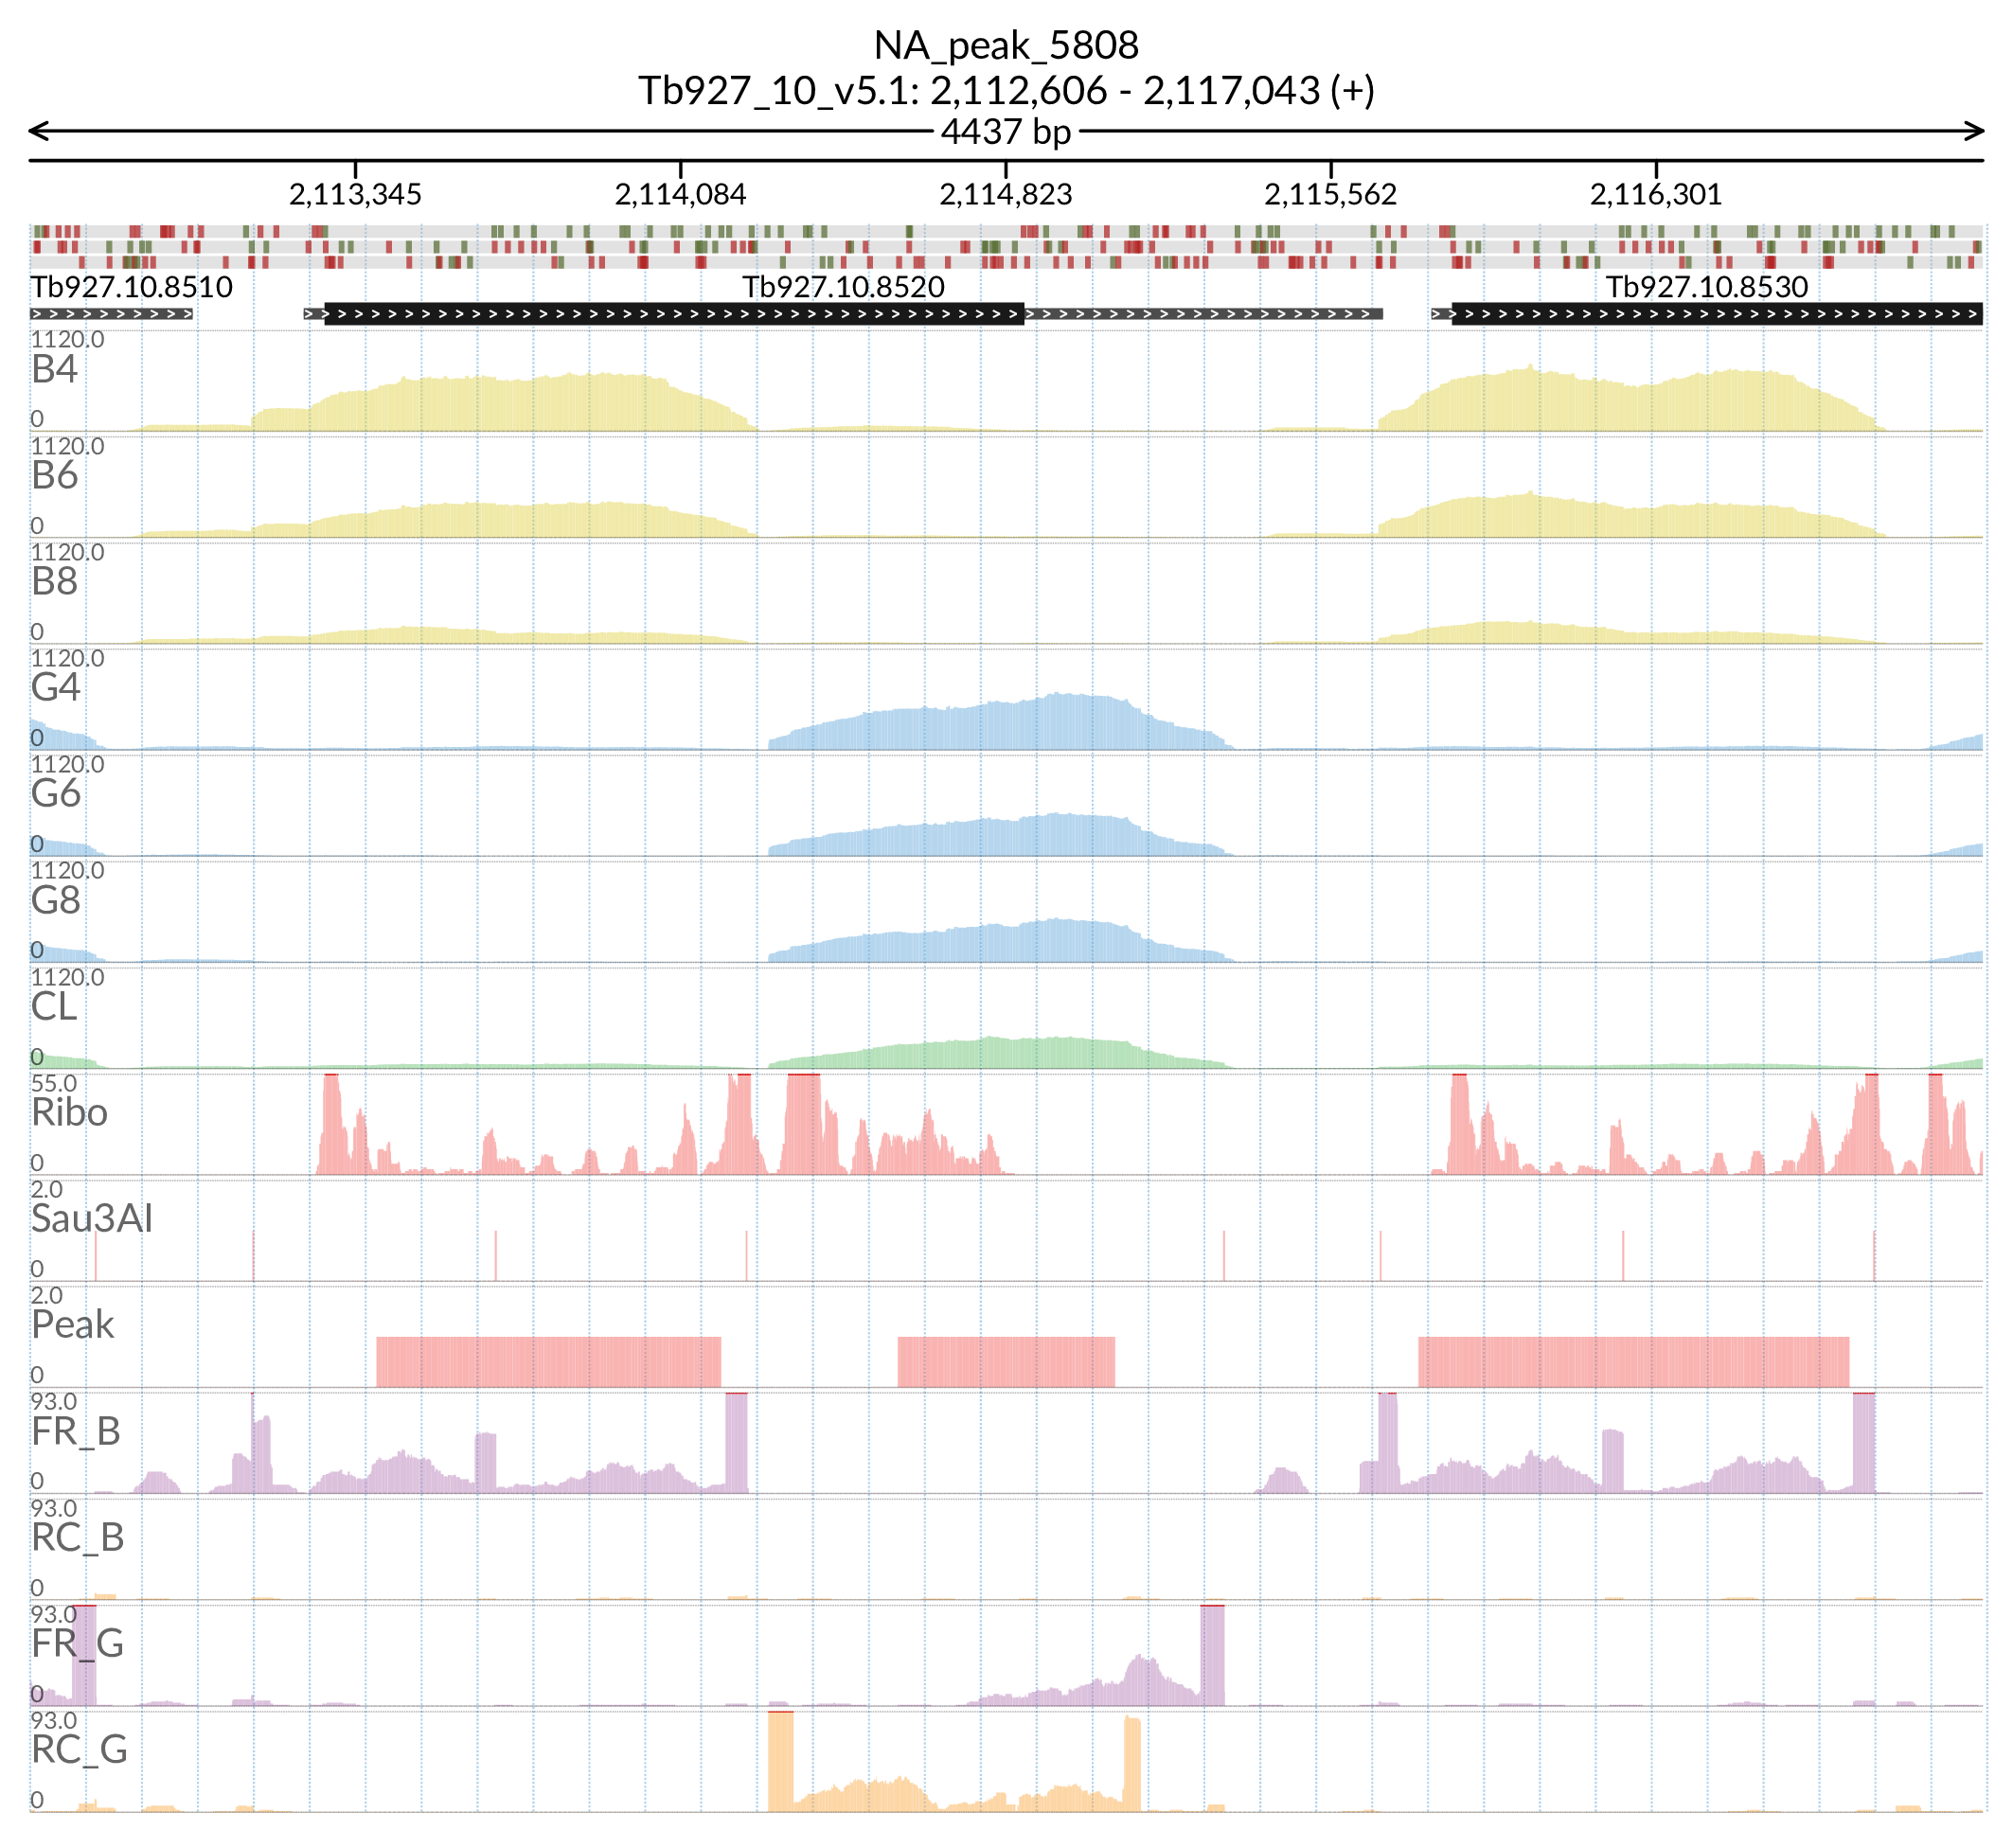 NA_peak_5808
Tb927_10_v5.1: 2,112,606 - 2,117,043 (+)
4437 bp
2,113,345 2,114,084 2,114,823 2,115,562 2,116,301
Tb927.10.8510 Tb927.10.8520 Tb927.10.8530
1120.0
B4
0
1120.0
B6
0
1120.0
B8
0
1120.0
G4
0
1120.0
G6
0
1120.0
G8
0
1120.0
CL
0
55.0
Ribo
0
2.0
Sau3AI
0
2.0
Peak
0
93.0
FR_B
0
93.0
RC_B
0
93.0
FR_G
0
93.0
RC_G
0